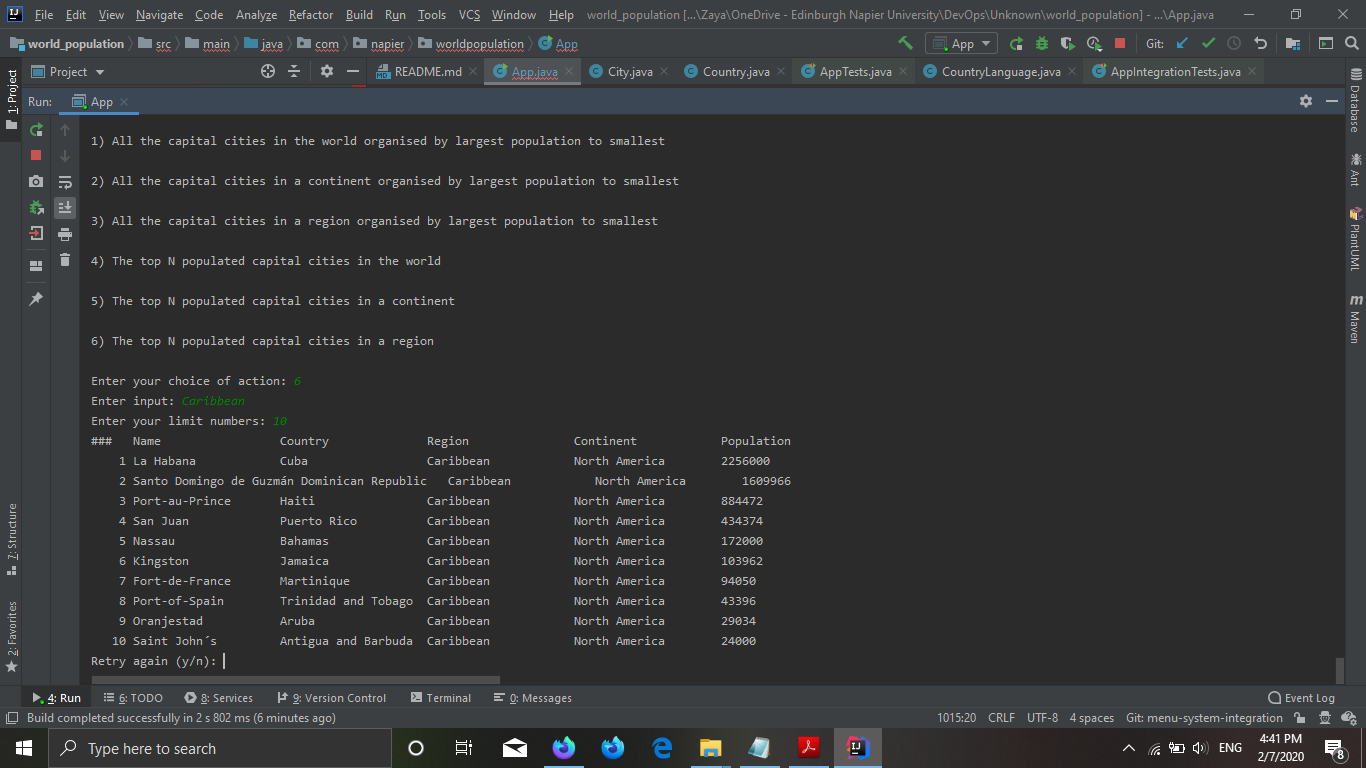 File Edit View Navigate Code Analyze Refactor Build Run Tools VCS Window Help world_population [...\Zaya\OneDrive - Edinburgh Napier University\DevOps\Unknown\world_population] - ...\App.java
world_population src main java com napier worldpopulation App App Git:
Project README.md App.java City.java Country.java AppTests.java CountryLanguage.java AppIntegrationTests.java
Run: App
1: Project
7: Structure
2: Favorites
Database
Ant
PlantUML
Maven
1) All the capital cities in the world organised by largest population to smallest
2) All the capital cities in a continent organised by largest population to smallest
3) All the capital cities in a region organised by largest population to smallest
4) The top N populated capital cities in the world
5) The top N populated capital cities in a continent
6) The top N populated capital cities in a region
Enter your choice of action: 6
Enter input: Caribbean
Enter your limit numbers: 10
### Name Country Region Continent Population
1 La Habana Cuba Caribbean North America 2256000
2 Santo Domingo de Guzmán Dominican Republic Caribbean North America 1609966
3 Port-au-Prince Haiti Caribbean North America 884472
4 San Juan Puerto Rico Caribbean North America 434374
5 Nassau Bahamas Caribbean North America 172000
6 Kingston Jamaica Caribbean North America 103962
7 Fort-de-France Martinique Caribbean North America 94050
8 Port-of-Spain Trinidad and Tobago Caribbean North America 43396
9 Oranjestad Aruba Caribbean North America 29034
10 Saint John´s Antigua and Barbuda Caribbean North America 24000
Retry again (y/n):
4: Run 6: TODO 8: Services 9: Version Control Terminal 0: Messages Event Log
Build completed successfully in 2 s 802 ms (6 minutes ago) 1015:20 CRLF UTF-8 4 spaces Git: menu-system-integration
Type here to search ENG 4:41 PM
2/7/2020 8